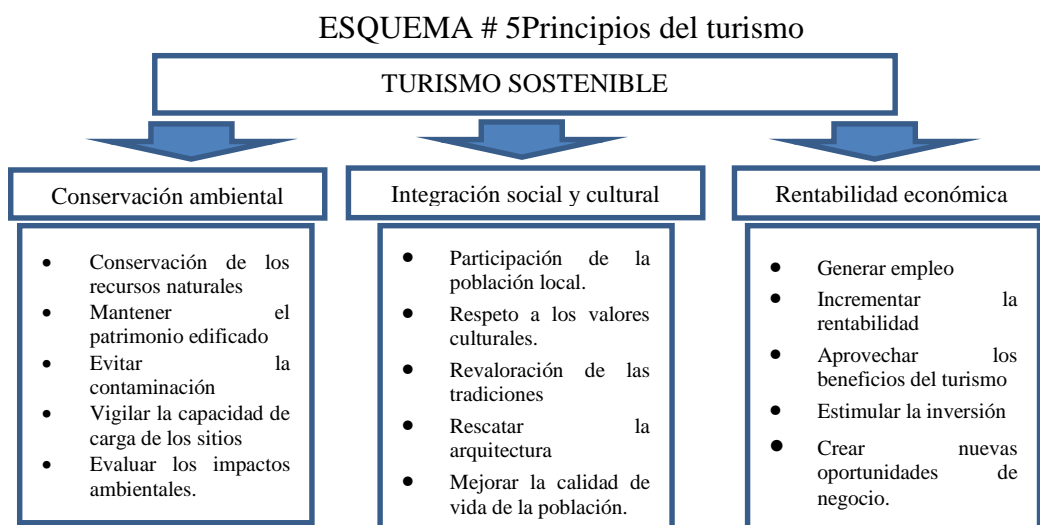 ESQUEMA # 5Principios del turismo
TURISMO SOSTENIBLE
Conservación ambiental
• Conservación de los
recursos naturales
• Mantener el
patrimonio edificado
• Evitar la
contaminación
• Vigilar la capacidad de
carga de los sitios
• Evaluar los impactos
ambientales.
Integración social y cultural
• Participación de la
población local.
• Respeto a los valores
culturales.
• Revaloración de las
tradiciones
• Rescatar la
arquitectura
• Mejorar la calidad de
vida de la población.
Rentabilidad económica
• Generar empleo
• Incrementar la
rentabilidad
• Aprovechar los
beneficios del turismo
• Estimular la inversión
• Crear nuevas
oportunidades de
negocio.